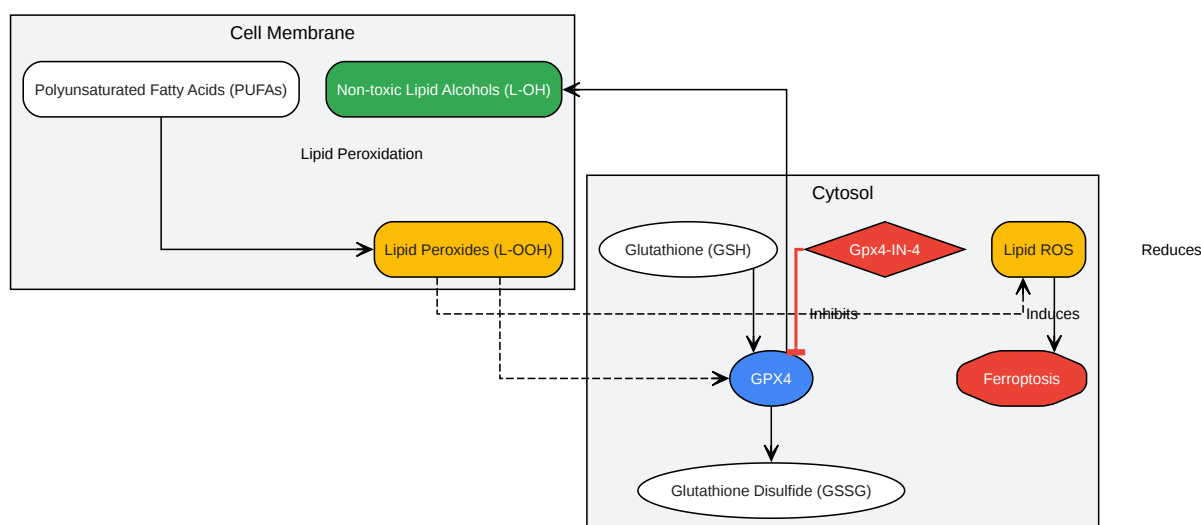 Cell Membrane
Polyunsaturated Fatty Acids (PUFAs)
Non-toxic Lipid Alcohols (L-OH)
Lipid Peroxidation
Lipid Peroxides (L-OOH)
Cytosol
Glutathione (GSH)
Gpx4-IN-4
Lipid ROS
Reduces
Inhibits
Induces
GPX4
Ferroptosis
Glutathione Disulfide (GSSG)